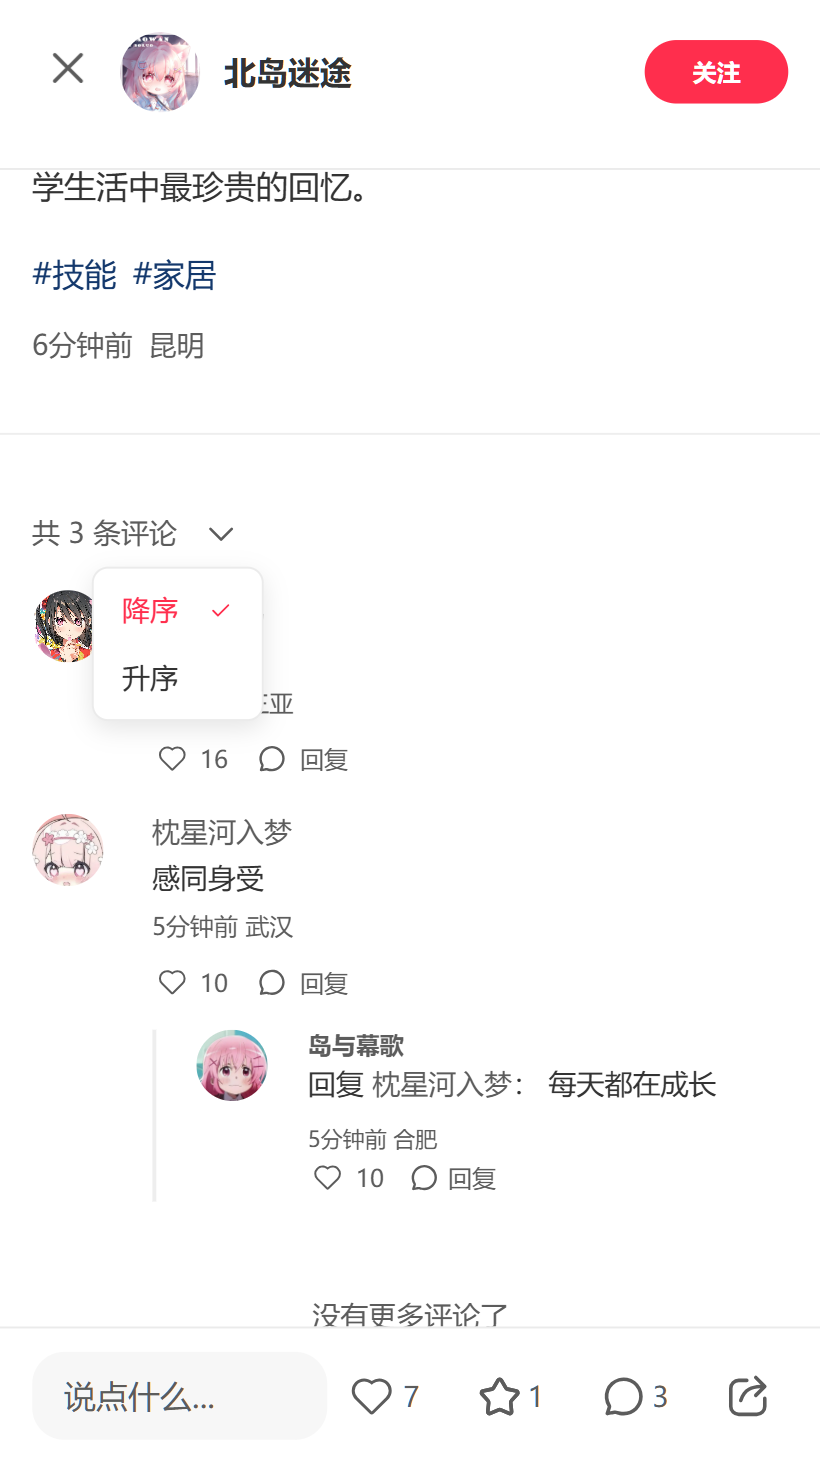 北岛迷途
关注
学生活中最珍贵的回忆。
#技能 #家居
6分钟前 昆明
共 3 条评论
降序
升序
亚
16 回复
枕星河入梦
感同身受
5分钟前 武汉
10 回复
岛与幕歌
回复 枕星河入梦： 每天都在成长
5分钟前 合肥
10 回复
没有更多评论了
说点什么... 7 1 3